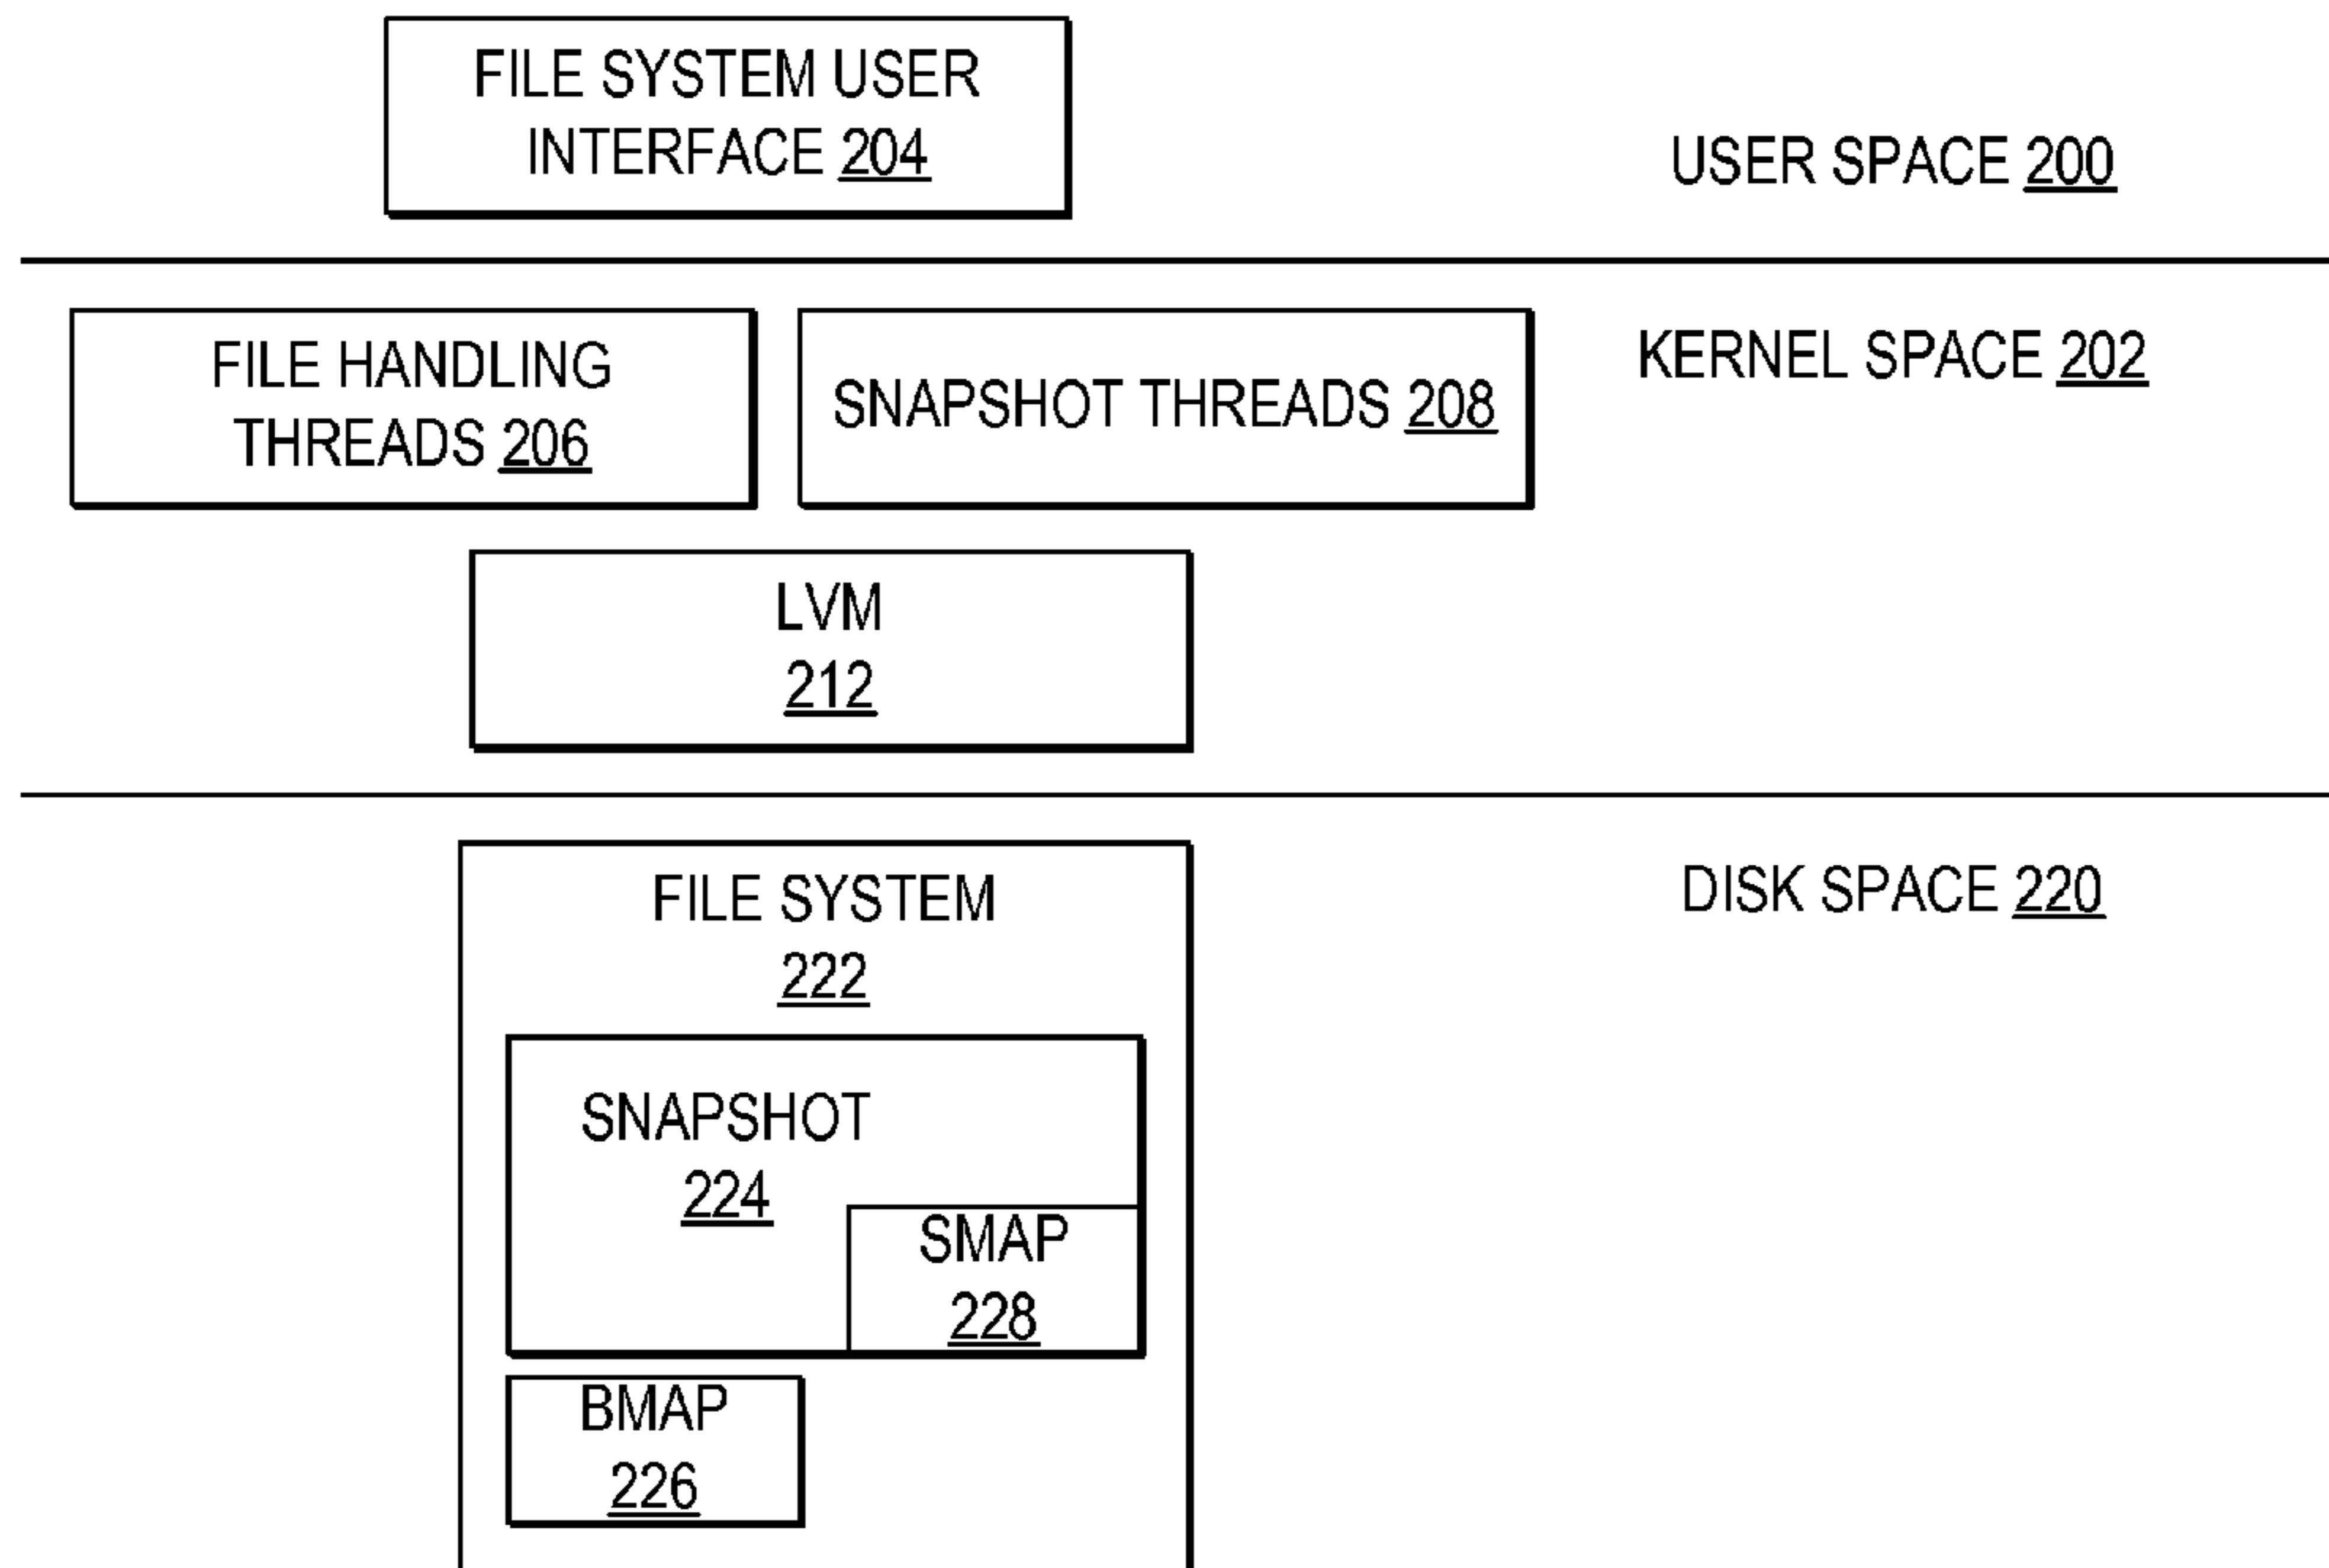 FILE SYSTEM USER
INTERFACE 204
USER SPACE 200
FILE HANDLING
THREADS 206
SNAPSHOT THREADS 208
KERNEL SPACE 202
LVM
212
FILE SYSTEM
222
DISK SPACE 220
SNAPSHOT
224
SMAP
228
BMAP
226